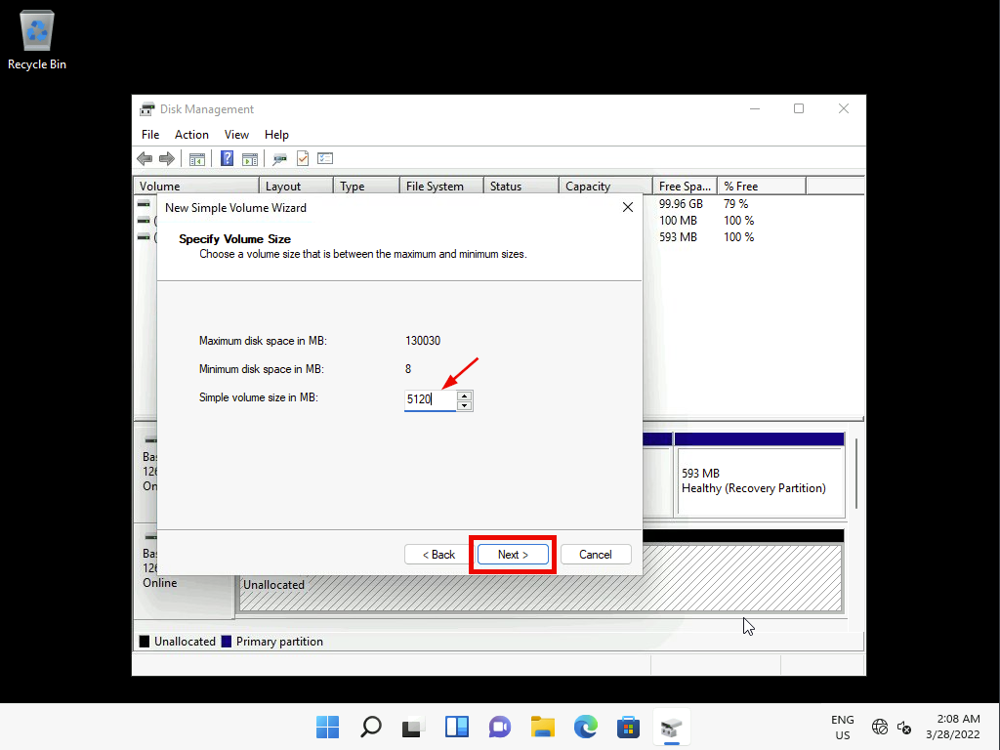 Recycle Bin
Disk Management
File Action View Help
Volume Layout Type File System Status Capacity Free Spa... % Free
99.96 GB 79 %
( 100 MB 100 %
( 593 MB 100 %
New Simple Volume Wizard
Specify Volume Size
Choose a volume size that is between the maximum and minimum sizes.
Maximum disk space in MB: 130030
Minimum disk space in MB: 8
Simple volume size in MB: 5120
< Back Next > Cancel
Bas
126
On
593 MB
Healthy (Recovery Partition)
Bas
126
Online
Unallocated
Unallocated Primary partition
ENG
US
2:08 AM
3/28/2022